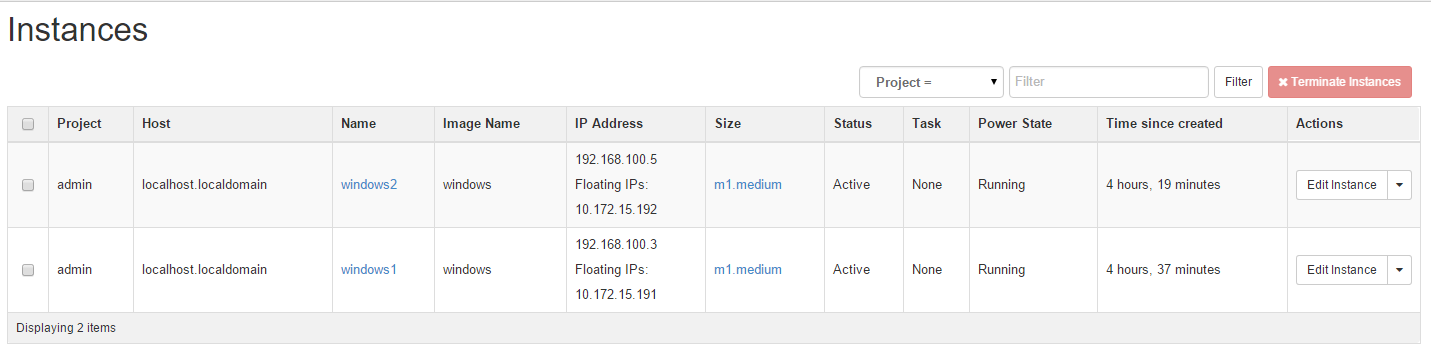 Instances
Project = Filter Filter Terminate Instances
Project Host Name Image Name IP Address Size Status Task Power State Time since created Actions
192.168.100.5
admin localhost.localdomain windows2 windows Floating IPs: m1.medium Active None Running 4 hours, 19 minutes Edit Instance
10.172.15.192
192.168.100.3
admin localhost.localdomain windows1 windows Floating IPs: m1.medium Active None Running 4 hours, 37 minutes Edit Instance
10.172.15.191
Displaying 2 items